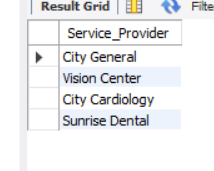 Result Grid Filte
Service_Provider
City General
Vision Center
City Cardiology
Sunrise Dental